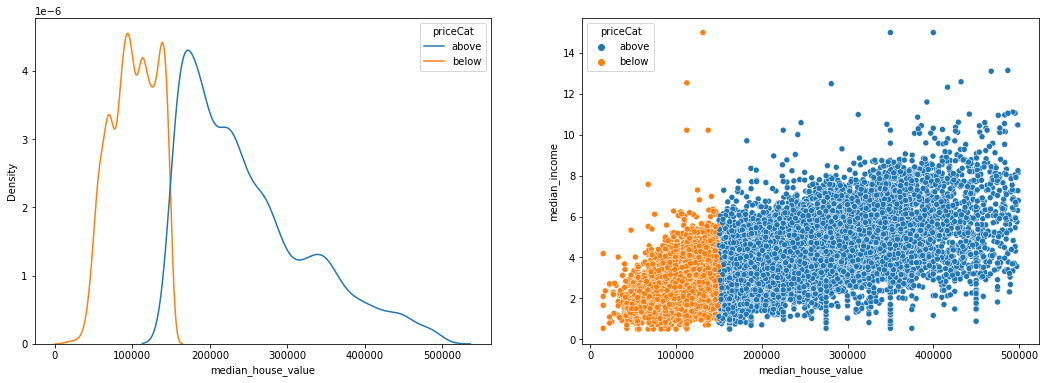 1e−6
priceCat
above
below
4
3
2
1
0
Density
0
100000
200000
300000
400000
500000
median_house_value
priceCat
above
below
14
12
10
8
6
4
2
0
median_income
0
100000
200000
300000
400000
500000
median_house_value